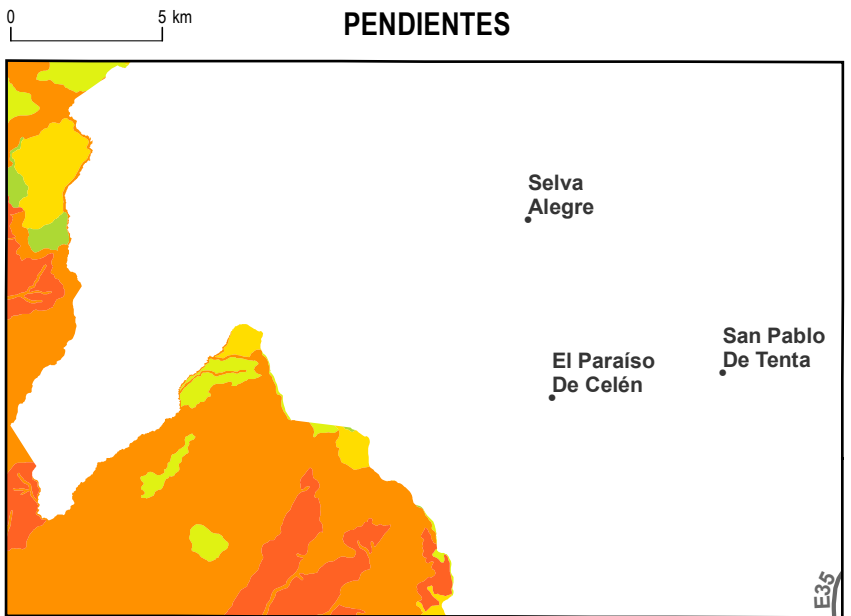 0 5 km
PENDIENTES
Selva
Alegre
San Pablo
De Tenta
El Paraíso
De Celén
E35